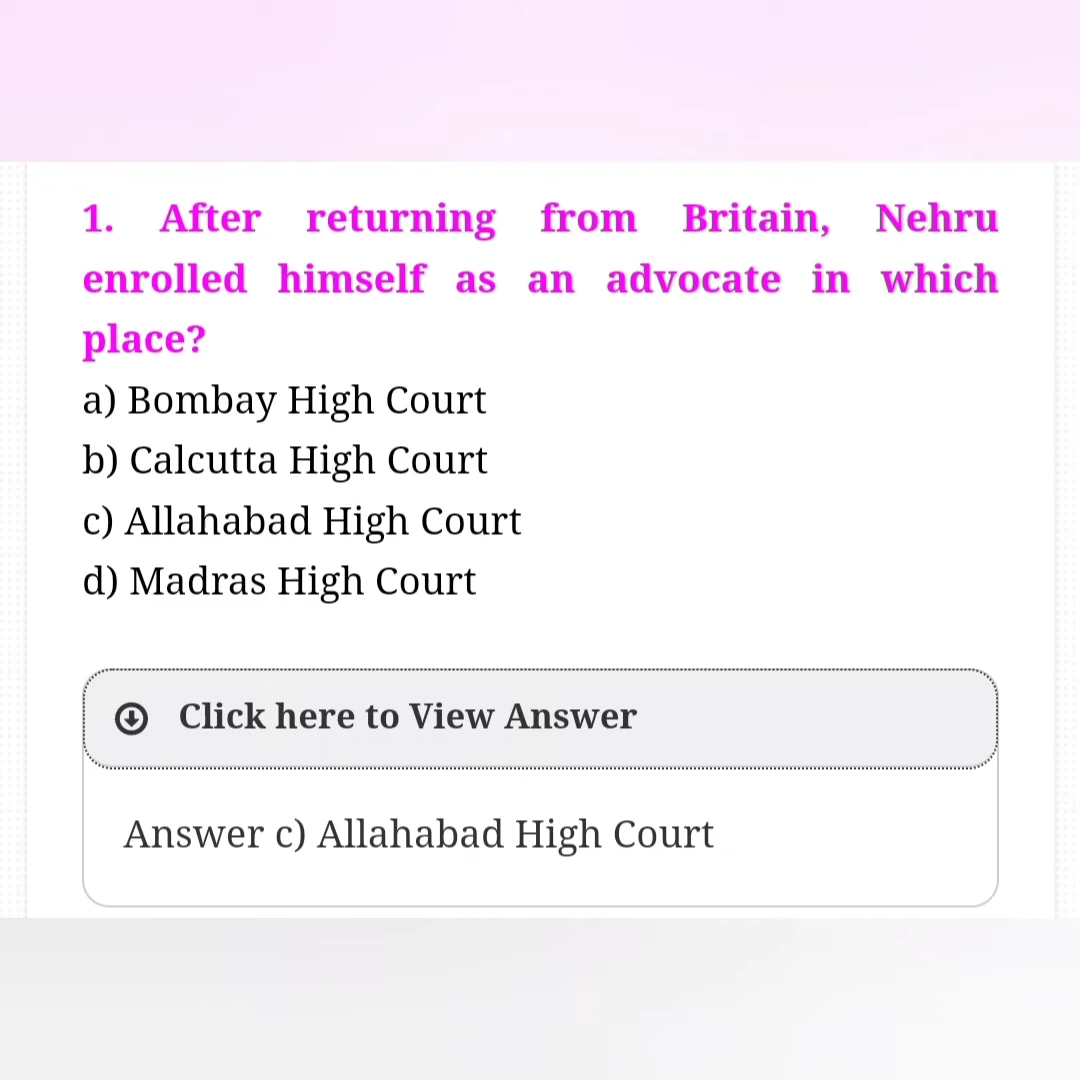 1. After returning from Britain, Nehru
enrolled himself as an advocate in which
place?
a) Bombay High Court
b) Calcutta High Court
c) Allahabad High Court
d) Madras High Court
Click here to View Answer
Answer c) Allahabad High Court